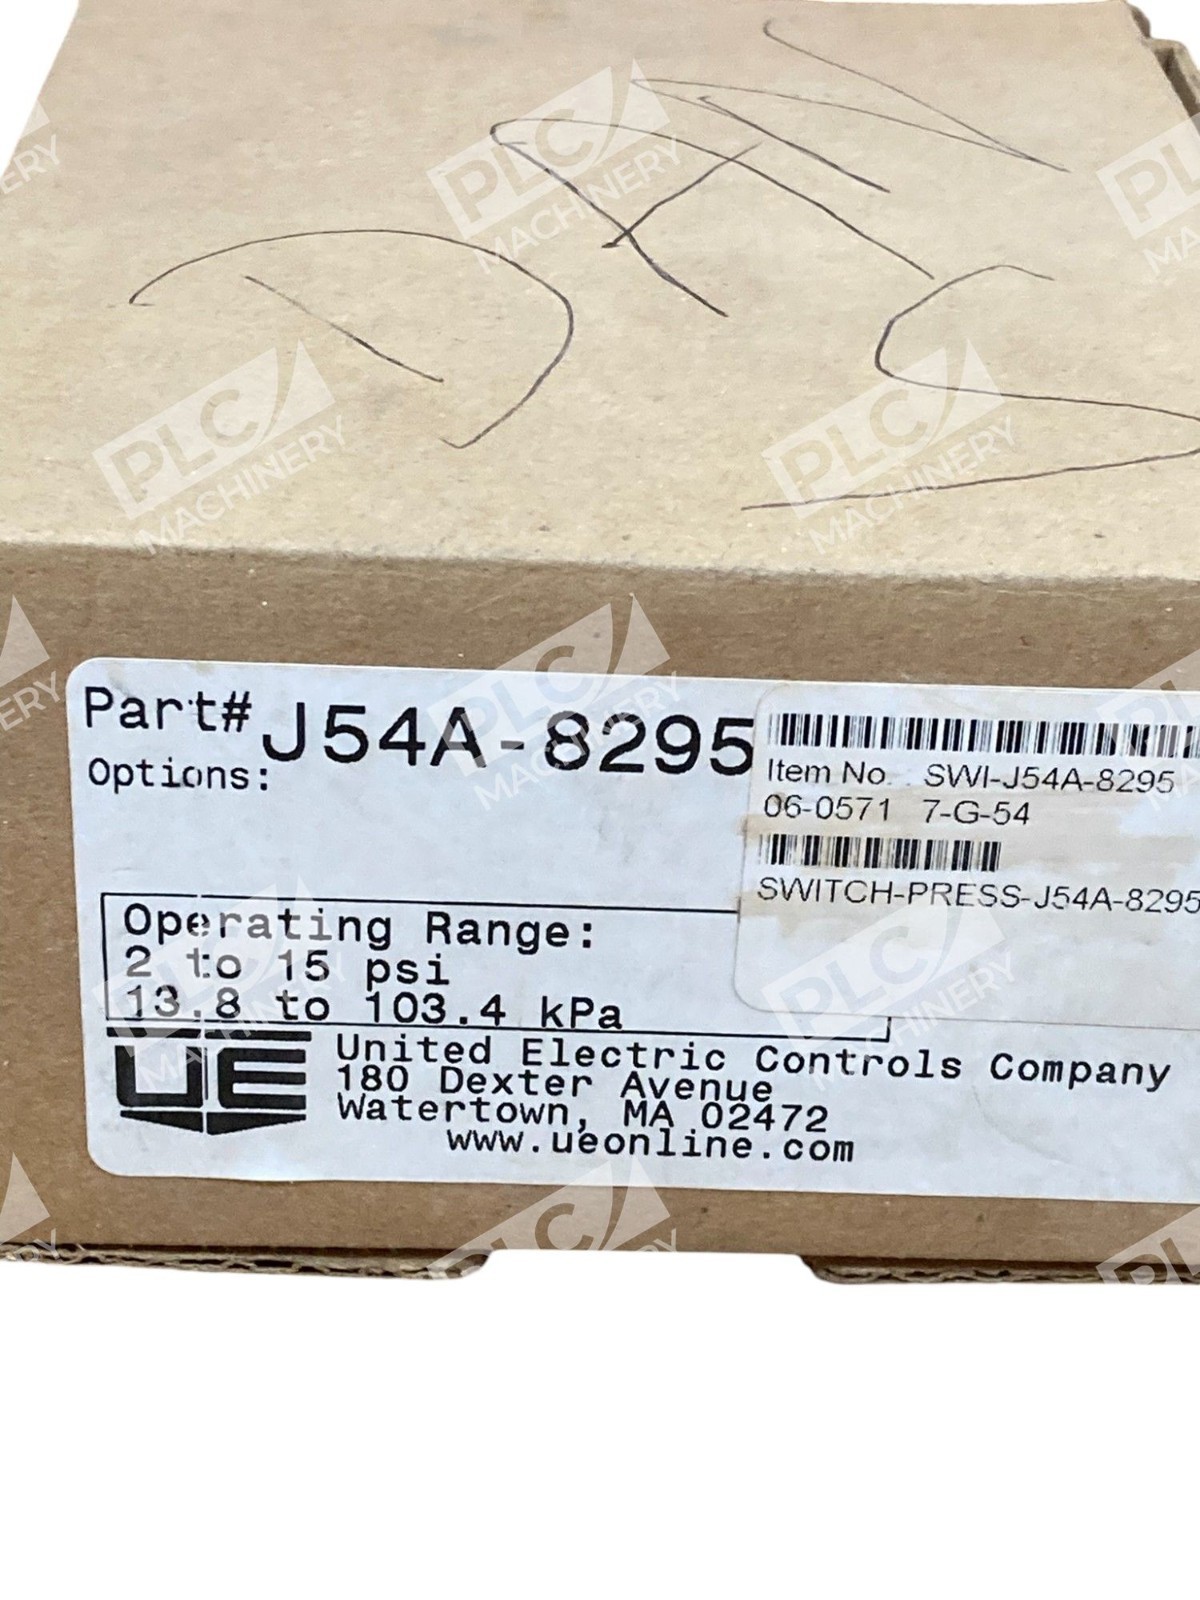 Part# J54A-8295
Options:
Item No. : SWI-J54A-8295
06-0571 7-G-54
SWITCH-PRESS-J54A-8295
Operating Range:
2 to 15 psi
13.8 to 103.4 kPa
UE
United Electric Controls Company
180 Dexter Avenue
Watertown, MA 02472
www.ueonline.com
PLC MACHINERY